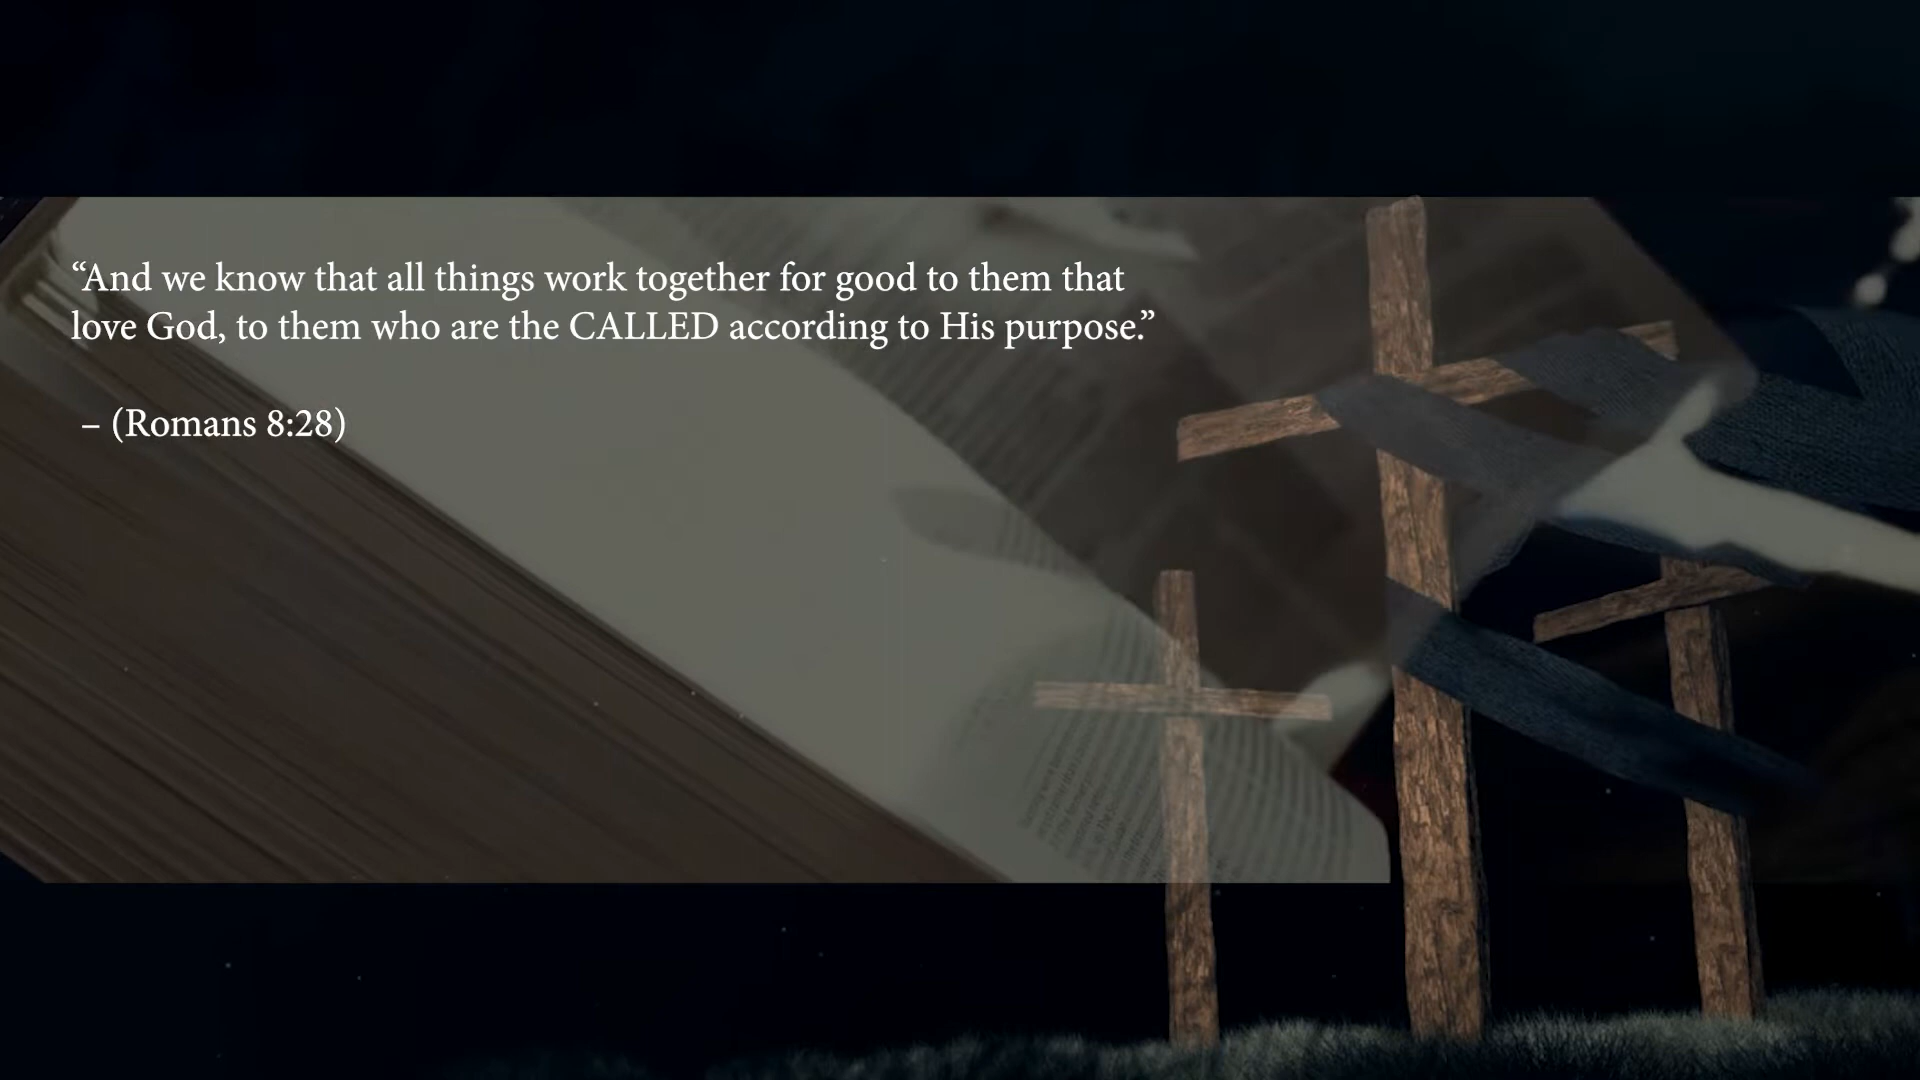 “And we know that all things work together for good to them that
love God, to them who are the CALLED according to His purpose.”
– (Romans 8:28)